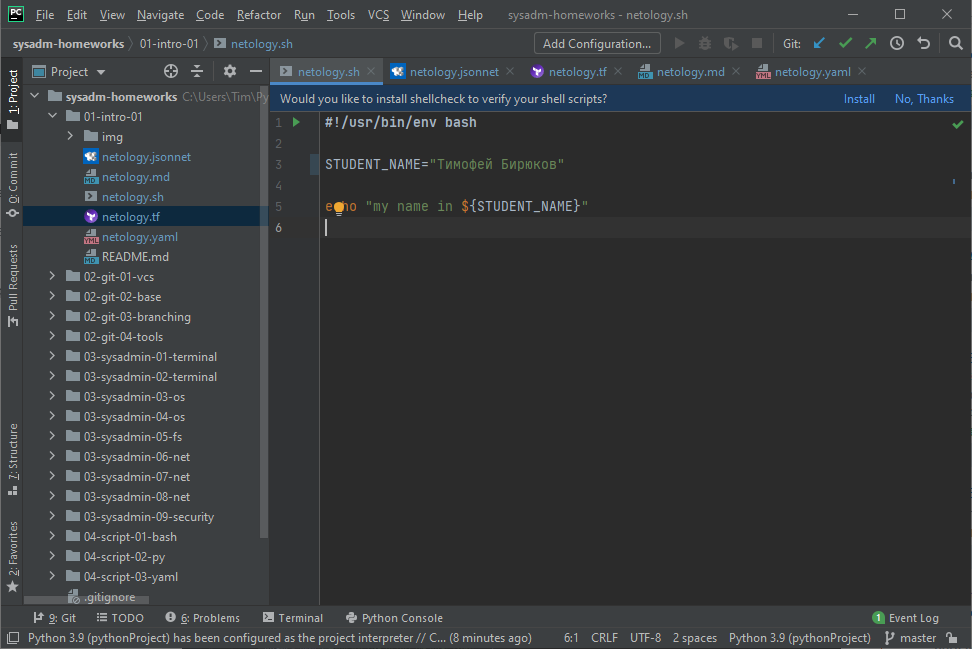 PC File Edit View Navigate Code Refactor Run Tools VCS Window Help sysadm-homeworks - netology.sh
sysadm-homeworks 01-intro-01 netology.sh Add Configuration... Git:
Project netology.sh netology.jsonnet netology.tf netology.md netology.yaml
Would you like to install shellcheck to verify your shell scripts? Install No, Thanks
1: Project
0: Commit
Pull Requests
7: Structure
2: Favorites
sysadm-homeworks C:\Users\Tim\Py
01-intro-01
img
netology.jsonnet
MD netology.md
netology.sh
netology.tf
YML netology.yaml
MD README.md
02-git-01-vcs
02-git-02-base
02-git-03-branching
02-git-04-tools
03-sysadmin-01-terminal
03-sysadmin-02-terminal
03-sysadmin-03-os
03-sysadmin-04-os
03-sysadmin-05-fs
03-sysadmin-06-net
03-sysadmin-07-net
03-sysadmin-08-net
03-sysadmin-09-security
04-script-01-bash
04-script-02-py
04-script-03-yaml
.gitignore
1 #!/usr/bin/env bash
2
3 STUDENT_NAME="Тимофей Бирюков"
4
5 echo "my name in ${STUDENT_NAME}"
6
9: Git TODO 6: Problems Terminal Python Console 1 Event Log
Python 3.9 (pythonProject) has been configured as the project interpreter // C... (8 minutes ago) 6:1 CRLF UTF-8 2 spaces Python 3.9 (pythonProject) master